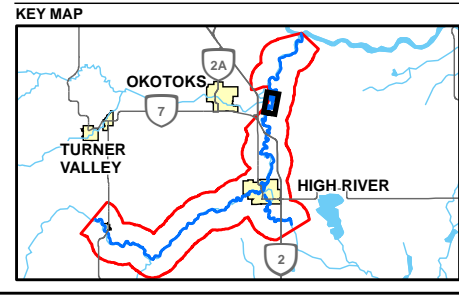 KEY MAP
2A
OKOTOKS
7
TURNER
VALLEY
HIGH RIVER
2